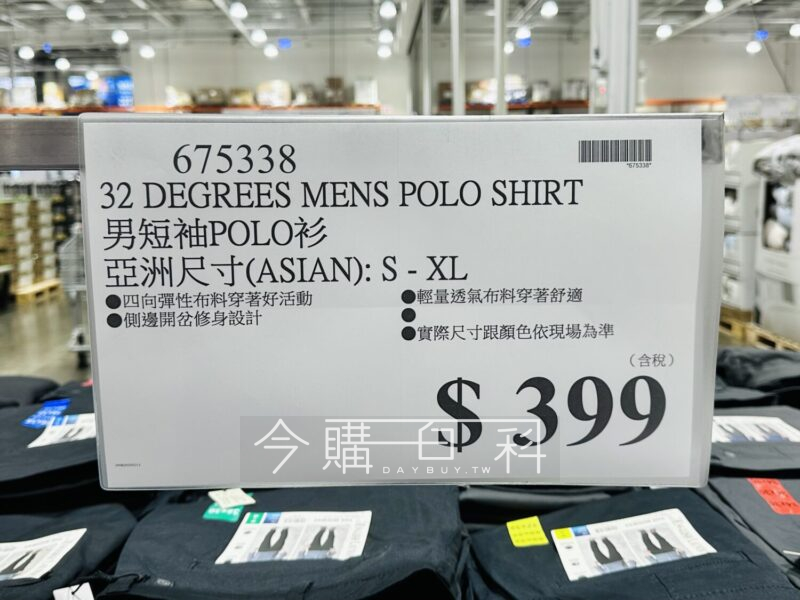 675338
*675338*
32 DEGREES MENS POLO SHIRT
男短袖POLO衫
亞洲尺寸(ASIAN): S - XL
●四向彈性布料穿著好活動
●側邊開岔修身設計
●輕量透氣布料穿著舒適
●
●實際尺寸跟顏色依現場為準
(含稅)
$ 399
今購百科
DAYBUY.TW